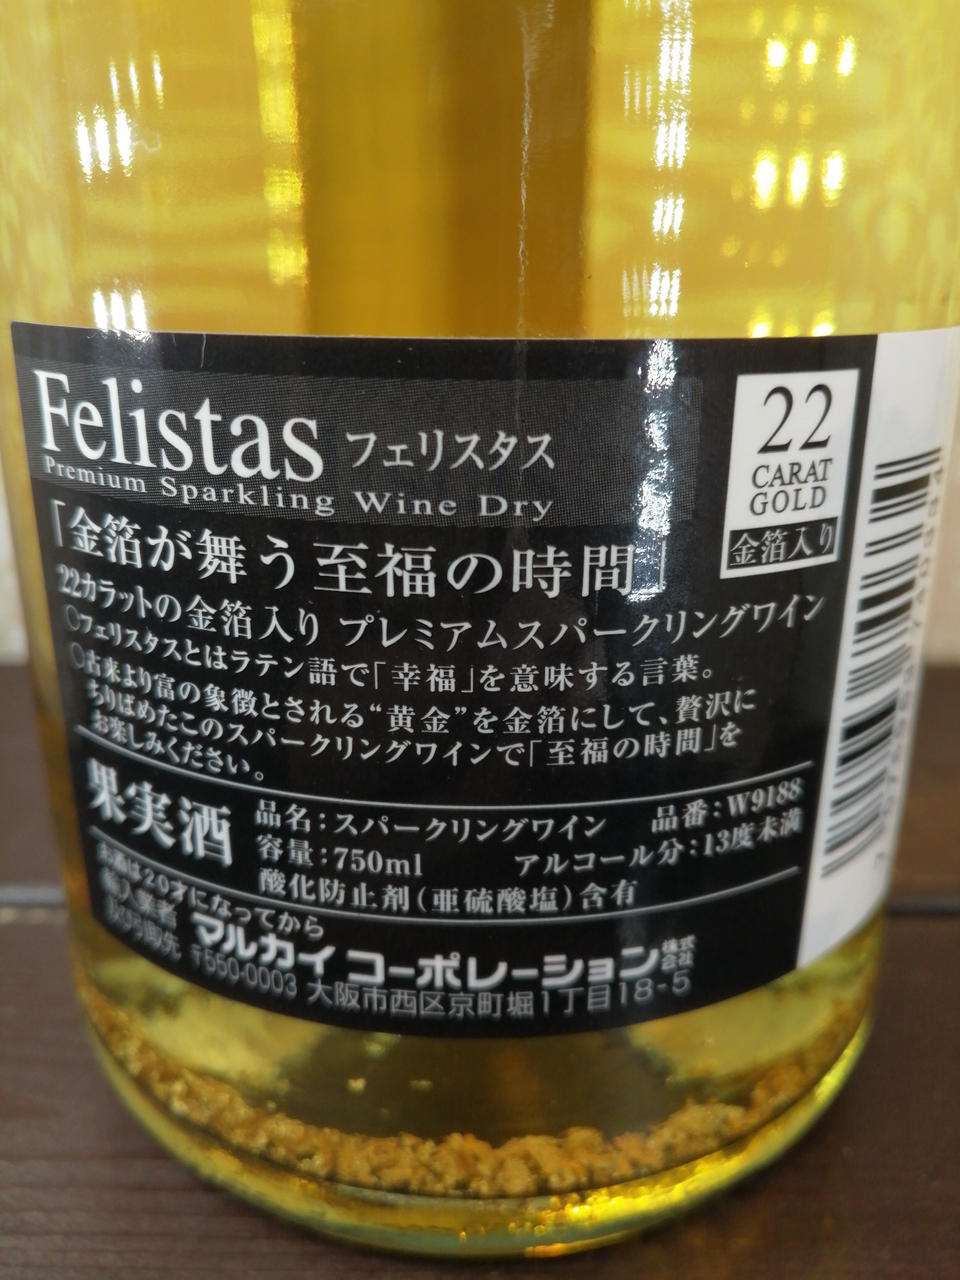 Felistas フェリスタス
Premium Sparkling Wine Dry
22
CARAT
GOLD
金箔入り
「金箔が舞う至福の時間」
22カラットの金箔入り プレミアムスパークリングワイン
○フェリスタスとはラテン語で「幸福」を意味する言葉。
○古来より富の象徴とされる“黄金”を金箔にして、贅沢に
ちりばめたこのスパークリングワインで「至福の時間」を
お楽しみください。
果実酒
品名：スパークリングワイン 品番：W9188
容量：750ml アルコール分：13度未満
酸化防止剤（亜硫酸塩）含有
お酒は20才になってから
輸入業者
及び引取先
マルカイ コーポレーション株式会社
〒550-0003 大阪市西区京町堀1丁目18-5